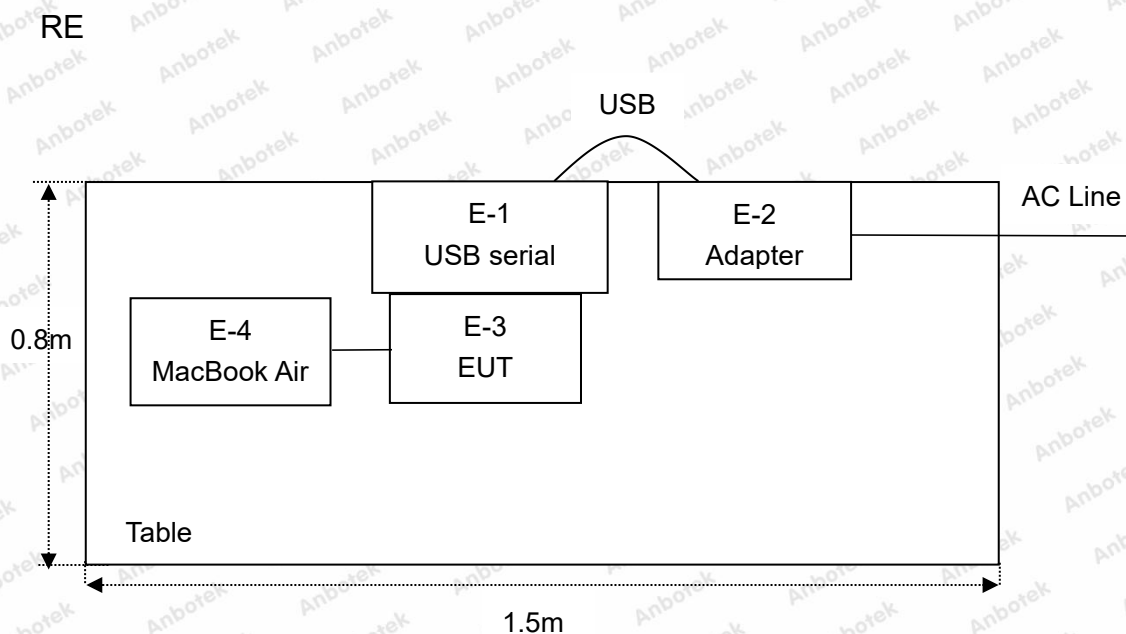 RE
USB
E-1
USB serial
E-2
Adapter
AC Line
E-4
MacBook Air
E-3
EUT
0.8m
Table
1.5m
Anbotek